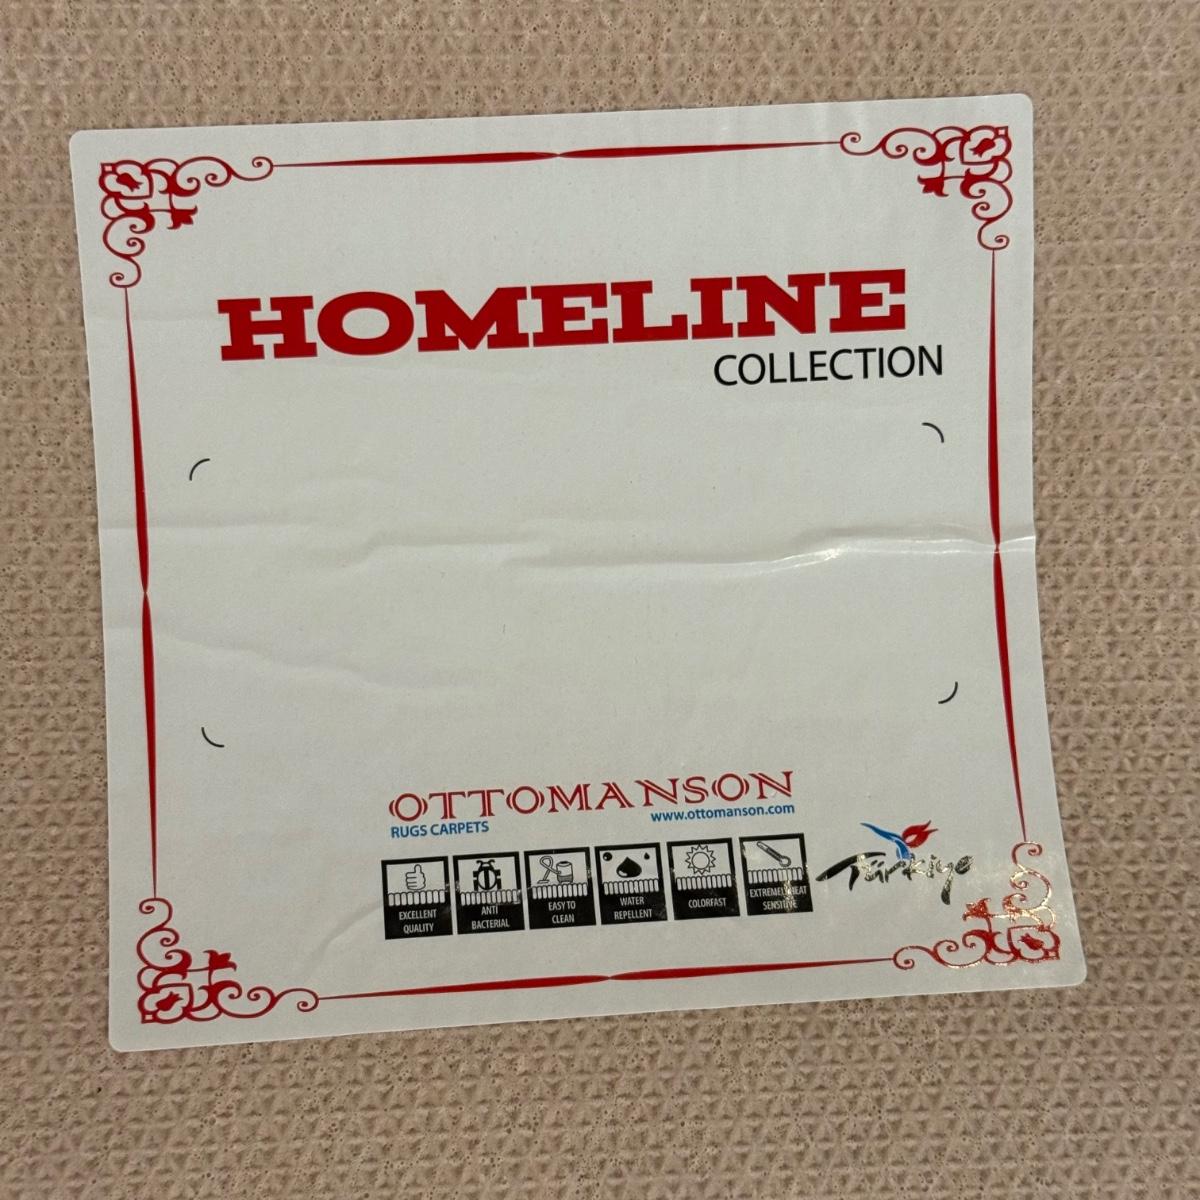 HOMELINE
COLLECTION
OTTOMANSON
RUGS CARPETS
www.ottomanson.com
EXCELLENT
QUALITY
ANTI
BACTERIAL
EASY TO
CLEAN
WATER
REPELLENT
COLORFAST
EXTREMELY HEAT
SENSITIVE
Türkiye